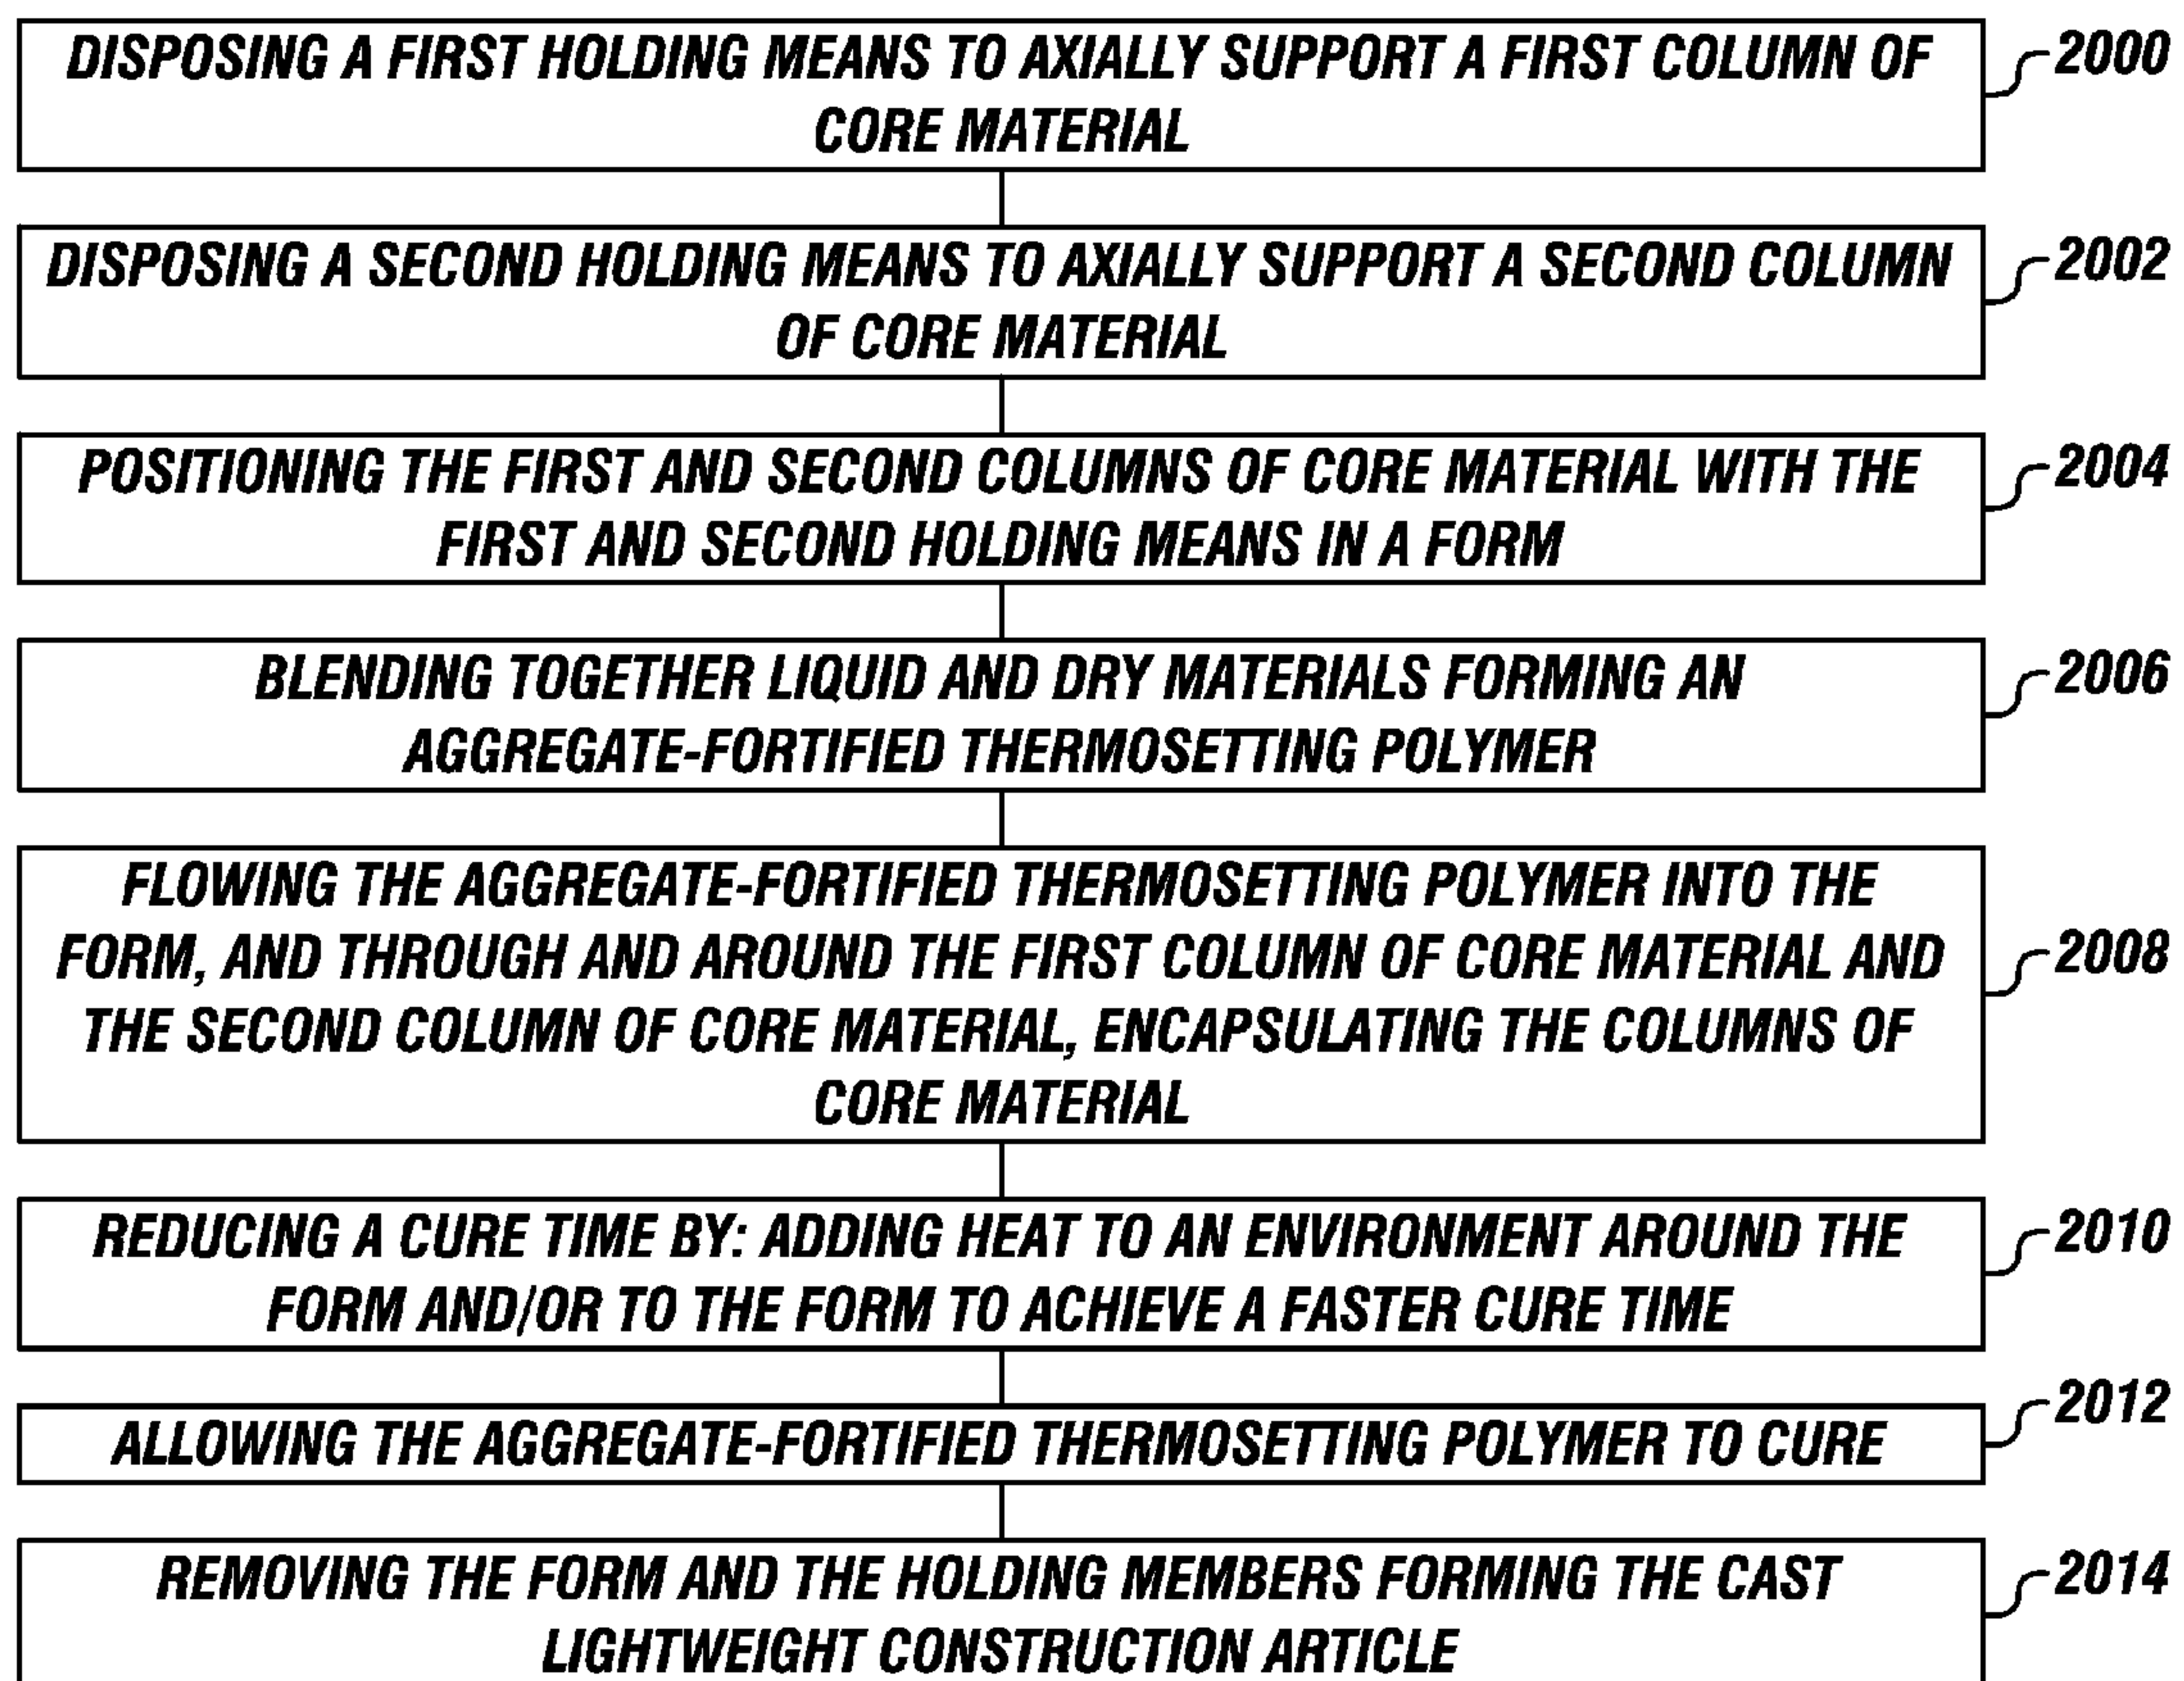 DISPOSING A FIRST HOLDING MEANS TO AXIALLY SUPPORT A FIRST COLUMN OF
CORE MATERIAL
2000
DISPOSING A SECOND HOLDING MEANS TO AXIALLY SUPPORT A SECOND COLUMN
OF CORE MATERIAL
2002
POSITIONING THE FIRST AND SECOND COLUMNS OF CORE MATERIAL WITH THE
FIRST AND SECOND HOLDING MEANS IN A FORM
2004
BLENDING TOGETHER LIQUID AND DRY MATERIALS FORMING AN
AGGREGATE-FORTIFIED THERMOSETTING POLYMER
2006
FLOWING THE AGGREGATE-FORTIFIED THERMOSETTING POLYMER INTO THE
FORM, AND THROUGH AND AROUND THE FIRST COLUMN OF CORE MATERIAL AND
THE SECOND COLUMN OF CORE MATERIAL, ENCAPSULATING THE COLUMNS OF
CORE MATERIAL
2008
REDUCING A CURE TIME BY: ADDING HEAT TO AN ENVIRONMENT AROUND THE
FORM AND/OR TO THE FORM TO ACHIEVE A FASTER CURE TIME
2010
ALLOWING THE AGGREGATE-FORTIFIED THERMOSETTING POLYMER TO CURE
2012
REMOVING THE FORM AND THE HOLDING MEMBERS FORMING THE CAST
LIGHTWEIGHT CONSTRUCTION ARTICLE
2014